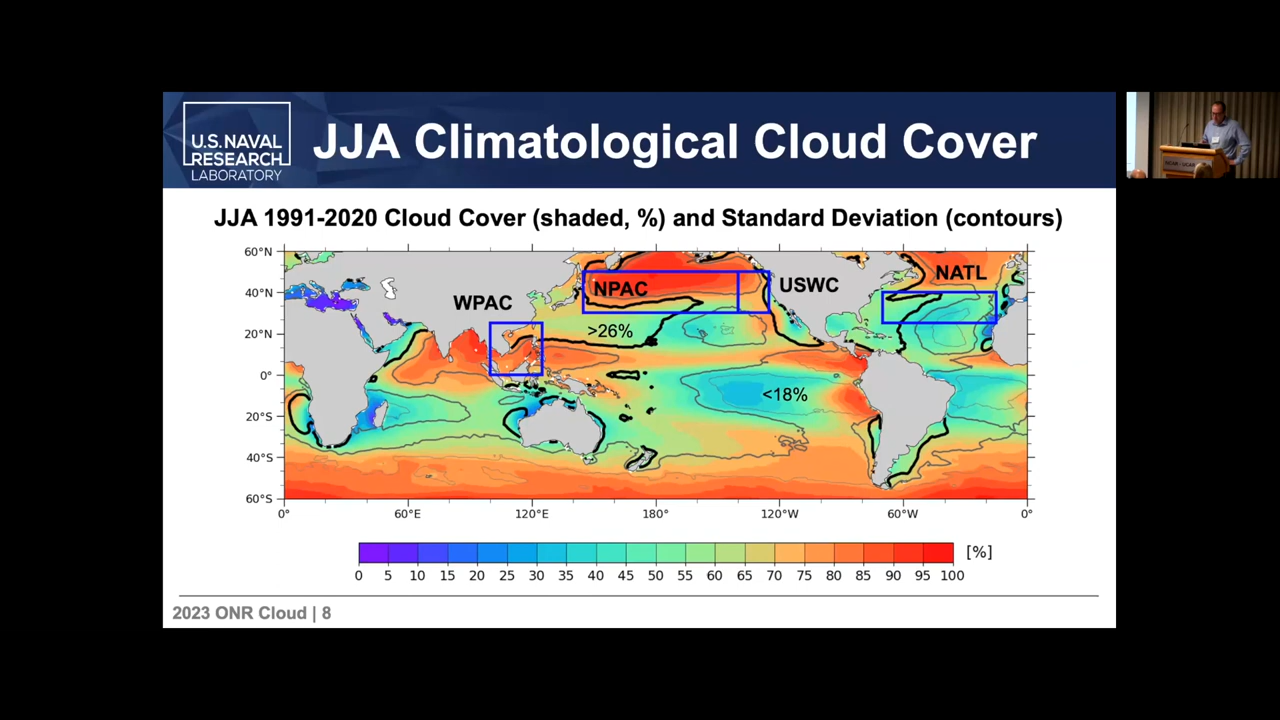 U.S. NAVAL
RESEARCH
LABORATORY
JJA Climatological Cloud Cover
JJA 1991-2020 Cloud Cover (shaded, %) and Standard Deviation (contours)
60°N
40°N
20°N
0°
20°S
40°S
60°S
WPAC
NPAC
USWC
NATL
>26%
<18%
0° 60°E 120°E 180° 120°W 60°W 0°
[%]
0 5 10 15 20 25 30 35 40 45 50 55 60 65 70 75 80 85 90 95 100
2023 ONR Cloud | 8